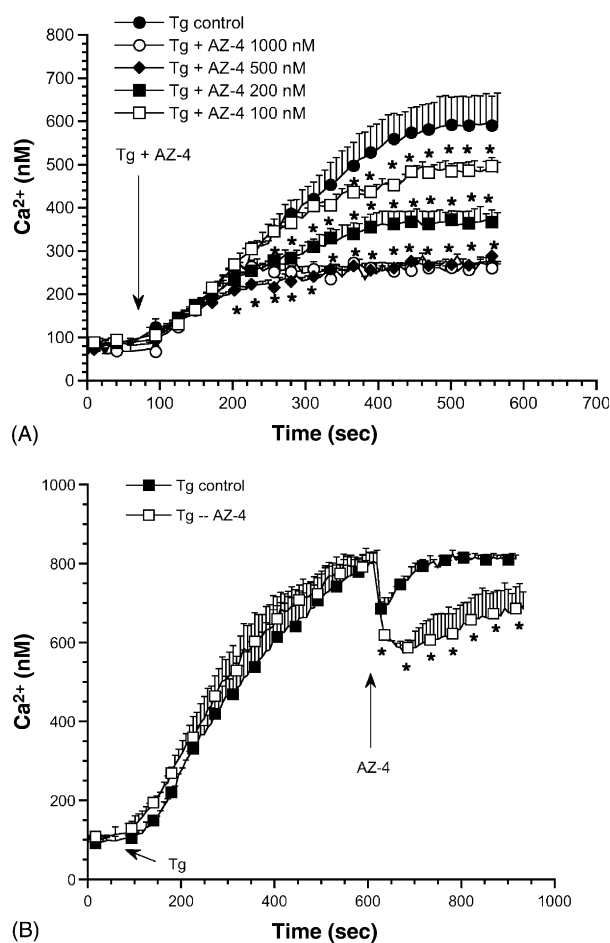 Tg control
Tg + AZ-4 1000 nM
Tg + AZ-4 500 nM
Tg + AZ-4 200 nM
Tg + AZ-4 100 nM
800
700
600
500
400
300
200
100
0
Ca2+ (nM)
Tg + AZ-4
* * * * * * *
* * * * * * * * * *
* * * * * * * *
* * * * *
0 100 200 300 400 500 600 700
(A)
Time (sec)
Tg control
Tg -- AZ-4
1000
800
600
400
200
0
Ca2+ (nM)
Tg
AZ-4
* * * * * * *
0 200 400 600 800 1000
(B)
Time (sec)